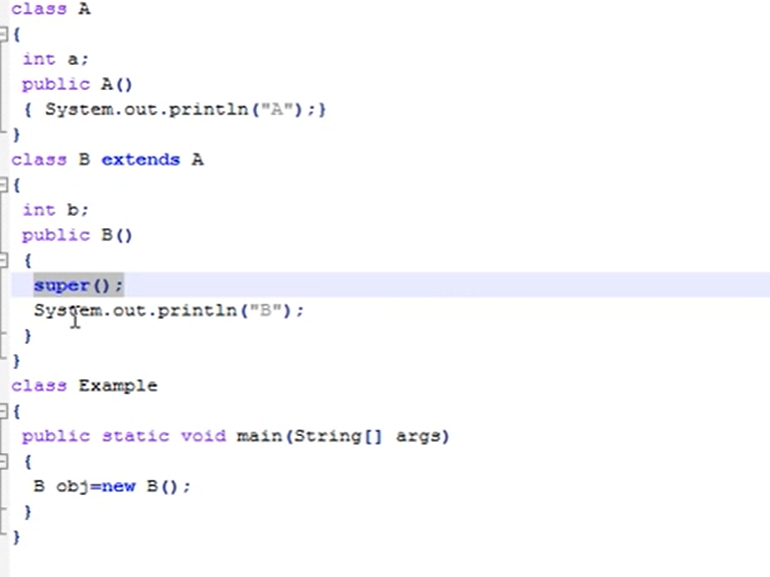 class A
{
int a;
public A()
{ System.out.println("A");}
}
class B extends A
{
int b;
public B()
{
super();
System.out.println("B");
}
}
class Example
{
public static void main(String[] args)
{
B obj=new B();
}
}